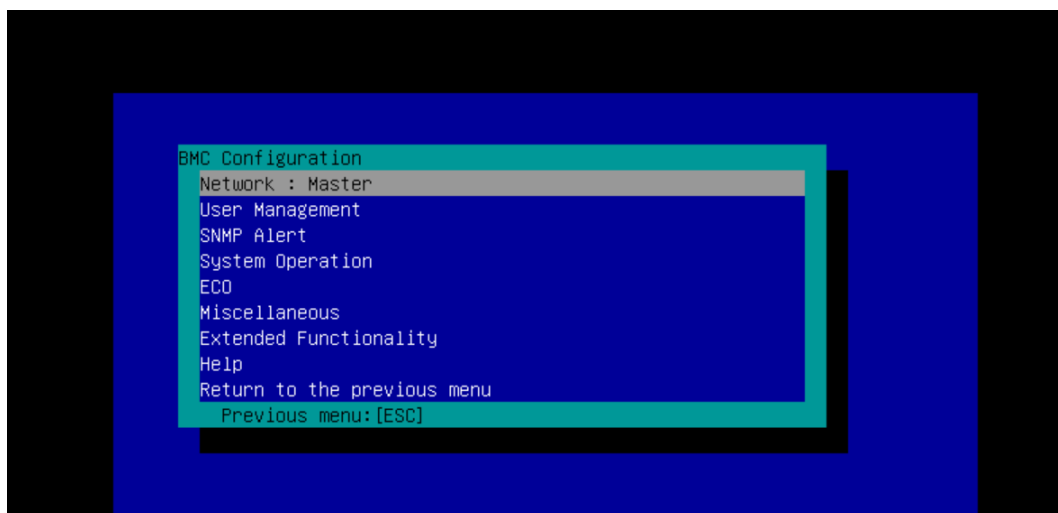 BMC Configuration
Network : Master
User Management
SNMP Alert
System Operation
ECO
Miscellaneous
Extended Functionality
Help
Return to the previous menu
Previous menu:[ESC]